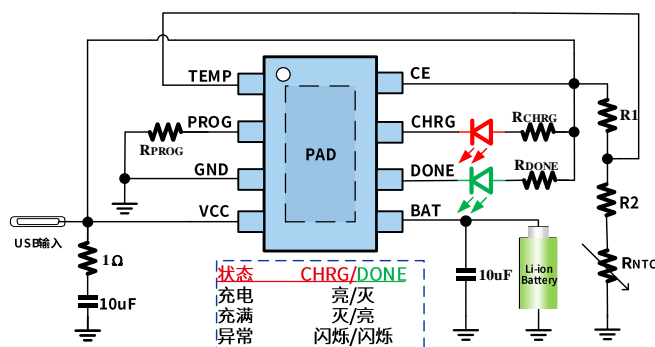 TEMP
CE
PROG
CHRG
RCHRG
R1
RPROG
PAD
RDONE
GND
DONE
VCC
BAT
R2
USB输入
1Ω
10uF
10uF
Li-ion
Battery
RNTC
状态 CHRG/DONE
充电 亮/灭
充满 灭/亮
异常 闪烁/闪烁